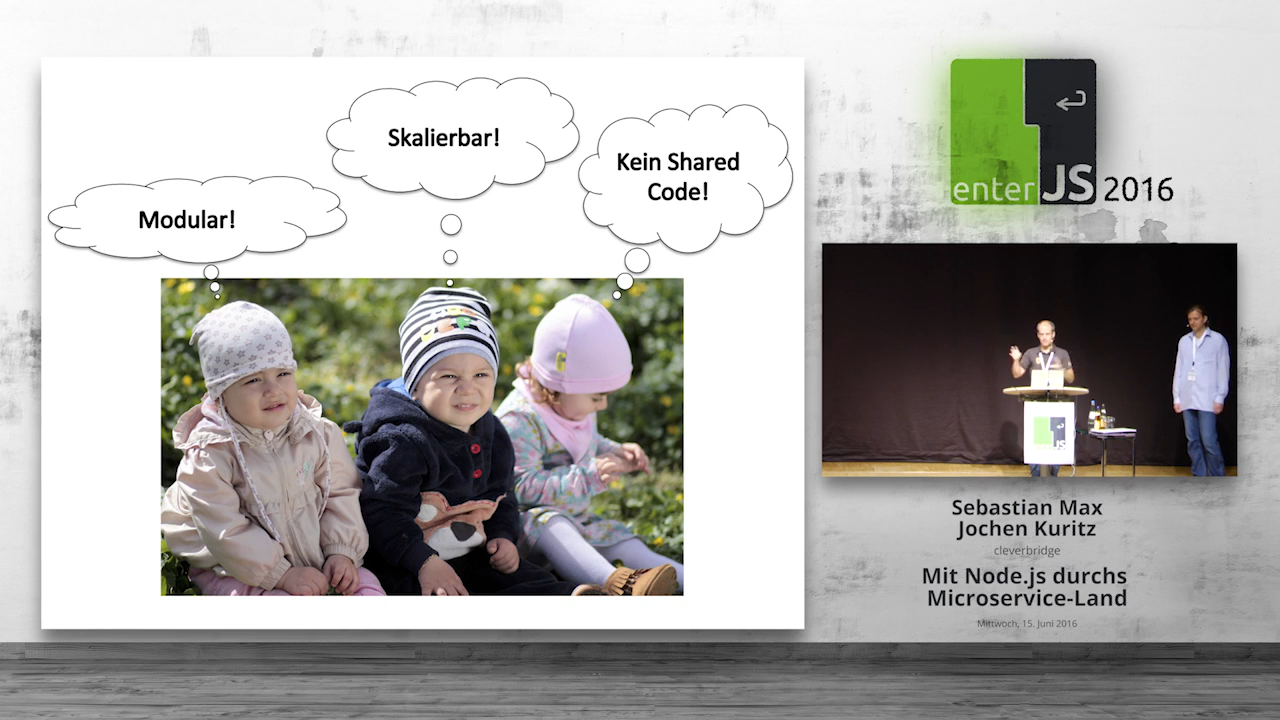 Modular!
Skalierbar!
Kein Shared
Code!
enter JS 2016
JS
Sebastian Max
Jochen Kuritz
cleverbridge
Mit Node.js durchs
Microservice-Land
Mittwoch, 15. Juni 2016